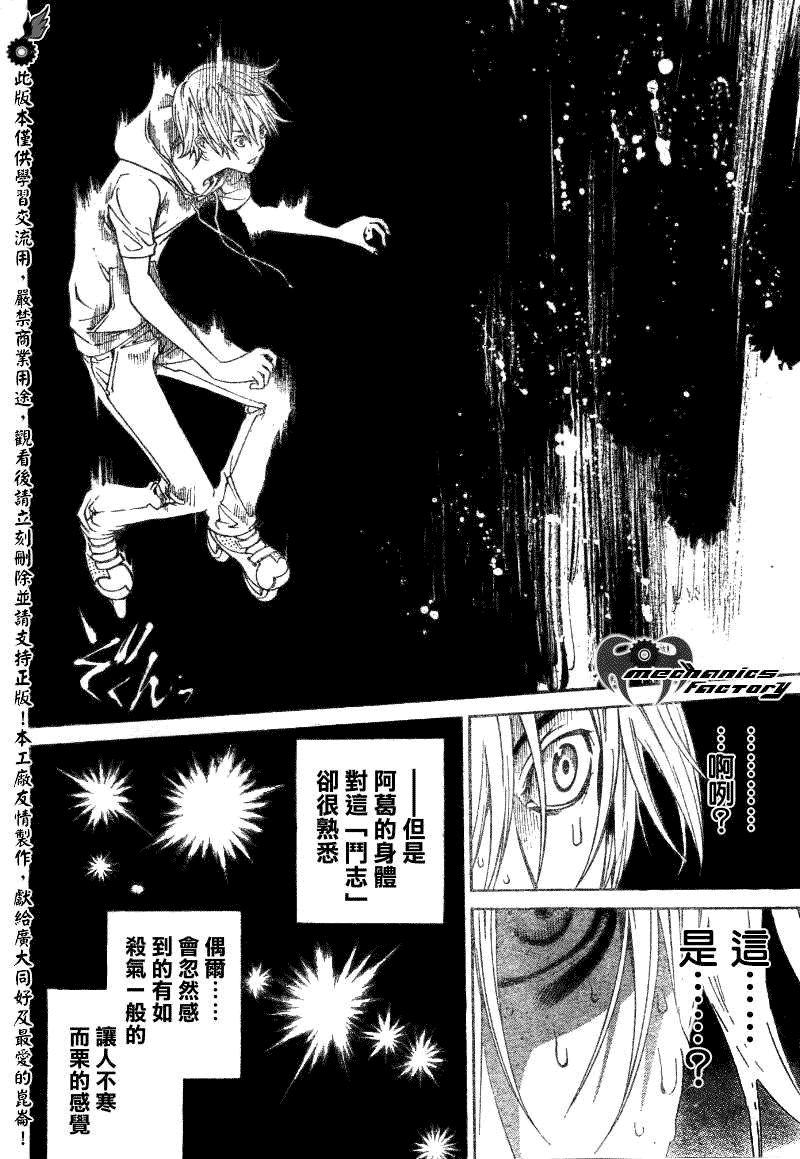 此版本僅供學習交流用，嚴禁商業用途，觀看後請立刻刪除並請支持正版！本工廠友情製作，獻給廣大同好及最愛的崑崙！
ぞくんっ
mechanics
factory
…………
…啊咧？
這………
是……？
——但是
阿葛的身體
對這「鬥志」
卻很熟悉
偶爾……
會忽然感
到的有如
殺氣一般的
讓人不寒
而栗的感覺